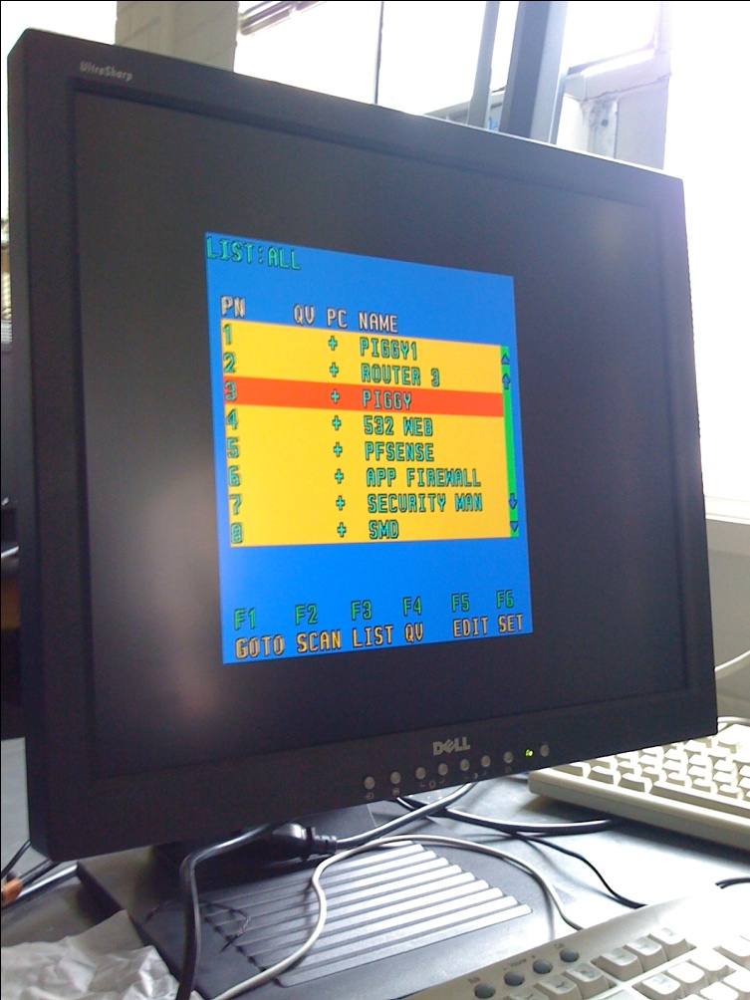 UltraSharp
LIST:ALL
PN QV PC NAME
1 + PIGGY1
2 + ROUTER 3
3 + PIGGY
4 + 532 WEB
5 + PFSENSE
6 + APP FIREWALL
7 + SECURITY MAN
8 + SMD
F1 F2 F3 F4 F5 F6
GOTO SCAN LIST QV EDIT SET
DELL